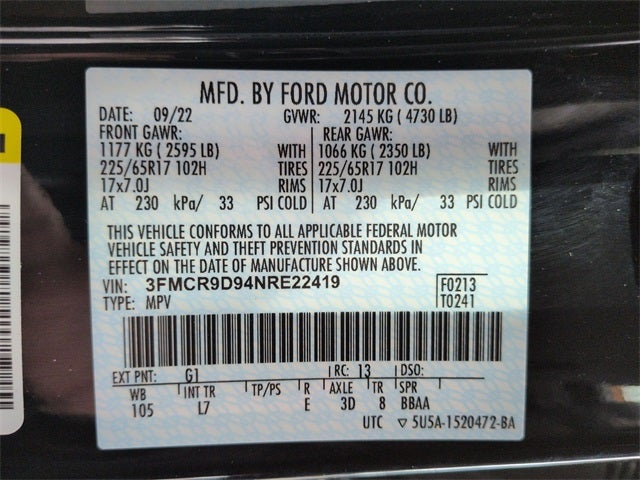 MFD. BY FORD MOTOR CO.
DATE: 09/22 GVWR: 2145 KG ( 4730 LB)
FRONT GAWR: REAR GAWR:
1177 KG ( 2595 LB) WITH 1066 KG ( 2350 LB) WITH
225/65R17 102H TIRES 225/65R17 102H TIRES
17x7.0J RIMS 17x7.0J RIMS
AT 230 kPa/ 33 PSI COLD AT 230 kPa/ 33 PSI COLD
THIS VEHICLE CONFORMS TO ALL APPLICABLE FEDERAL MOTOR
VEHICLE SAFETY AND THEFT PREVENTION STANDARDS IN
EFFECT ON THE DATE OF MANUFACTURE SHOWN ABOVE.
VIN: 3FMCR9D94NRE22419 F0213
TYPE: MPV T0241
EXT PNT: G1 RC: 13 DSO:
WB INT TR TP/PS R AXLE TR SPR
105 L7 E 3D 8 BBAA
UTC ▽ 5U5A-1520472-BA